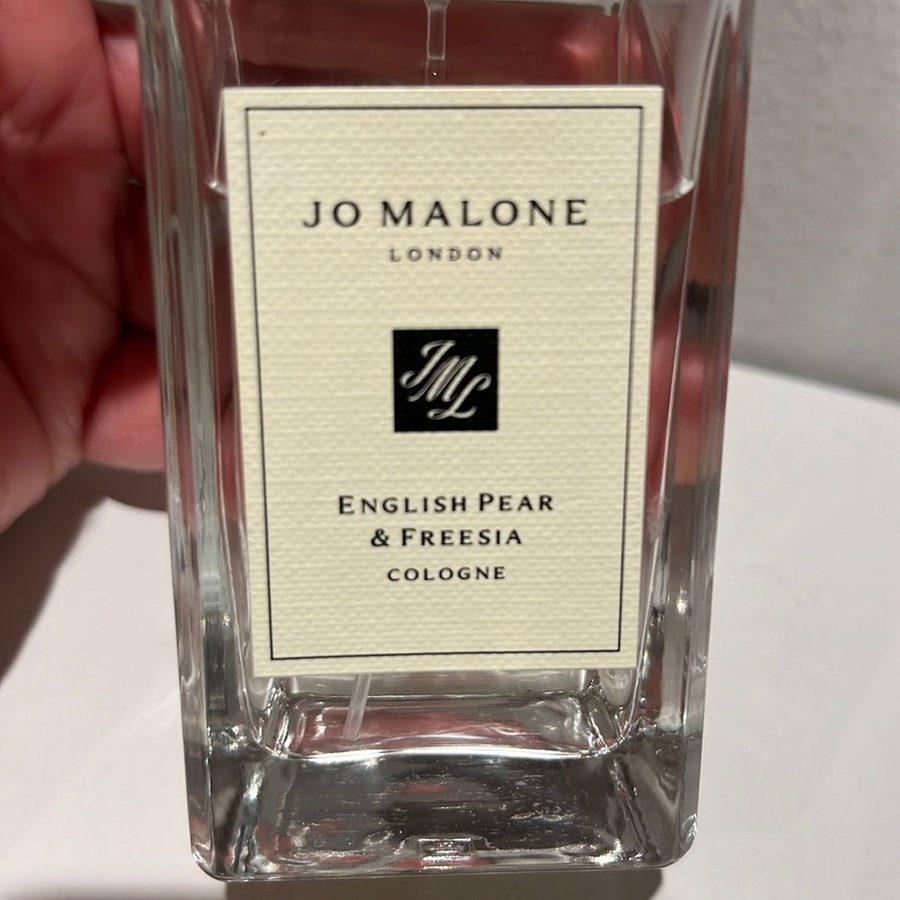 JO MALONE
LONDON
JML
ENGLISH PEAR
& FREESIA
COLOGNE